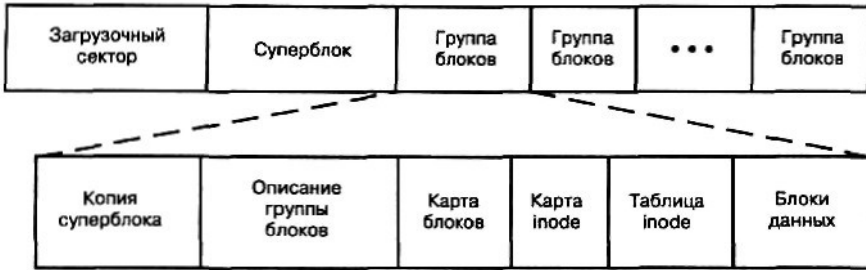 Загрузочный
сектор
Суперблок
Группа
блоков
Группа
блоков
•••
Группа
блоков
Копия
суперблока
Описание
группы
блоков
Карта
блоков
Карта
inode
Таблица
inode
Блоки
данных